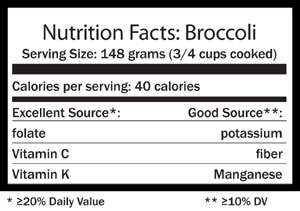 Nutrition Facts: Broccoli
Serving Size: 148 grams (3/4 cups cooked)
Calories per serving: 40 calories
Excellent Source*: Good Source**:
folate potassium
Vitamin C fiber
Vitamin K Manganese
* ≥20% Daily Value ** ≥10% DV